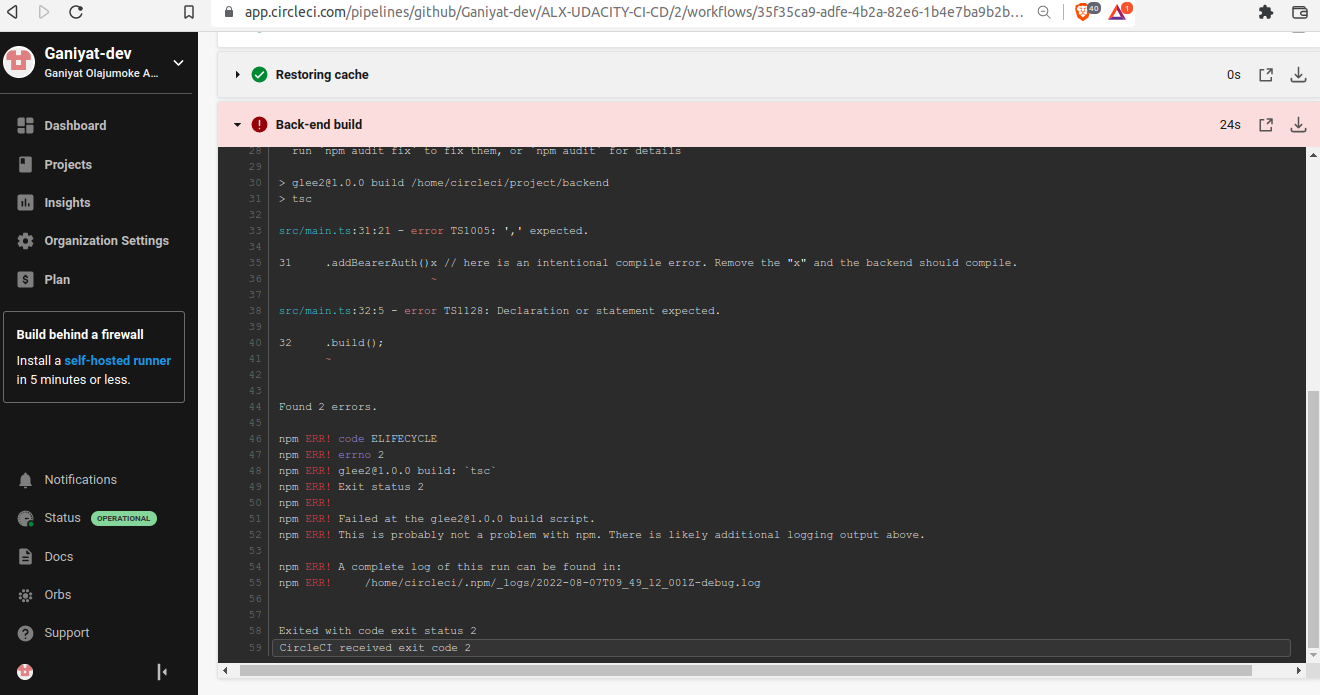 app.circleci.com/pipelines/github/Ganiyat-dev/ALX-UDACITY-CI-CD/2/workflows/35f35ca9-adfe-4b2a-82e6-1b4e7ba9b2b...
40
1
Ganiyat-dev
Ganiyat Olajumoke A...
Dashboard
Projects
Insights
Organization Settings
Plan
Build behind a firewall
Install a self-hosted runner
in 5 minutes or less.
Notifications
Status OPERATIONAL
Docs
Orbs
Support
Restoring cache 0s
Back-end build 24s
28 run `npm audit fix` to fix them, or `npm audit` for details
29
30 > glee2@1.0.0 build /home/circleci/project/backend
31 > tsc
32
33 src/main.ts:31:21 - error TS1005: ',' expected.
34
35 31     .addBearerAuth()x // here is an intentional compile error. Remove the "x" and the backend should compile.
36 ~
37
38 src/main.ts:32:5 - error TS1128: Declaration or statement expected.
39
40 32     .build();
41 ~
42
43
44 Found 2 errors.
45
46 npm ERR! code ELIFECYCLE
47 npm ERR! errno 2
48 npm ERR! glee2@1.0.0 build: `tsc`
49 npm ERR! Exit status 2
50 npm ERR!
51 npm ERR! Failed at the glee2@1.0.0 build script.
52 npm ERR! This is probably not a problem with npm. There is likely additional logging output above.
53
54 npm ERR! A complete log of this run can be found in:
55 npm ERR!     /home/circleci/.npm/_logs/2022-08-07T09_49_12_001Z-debug.log
56
57
58 Exited with code exit status 2
59 CircleCI received exit code 2